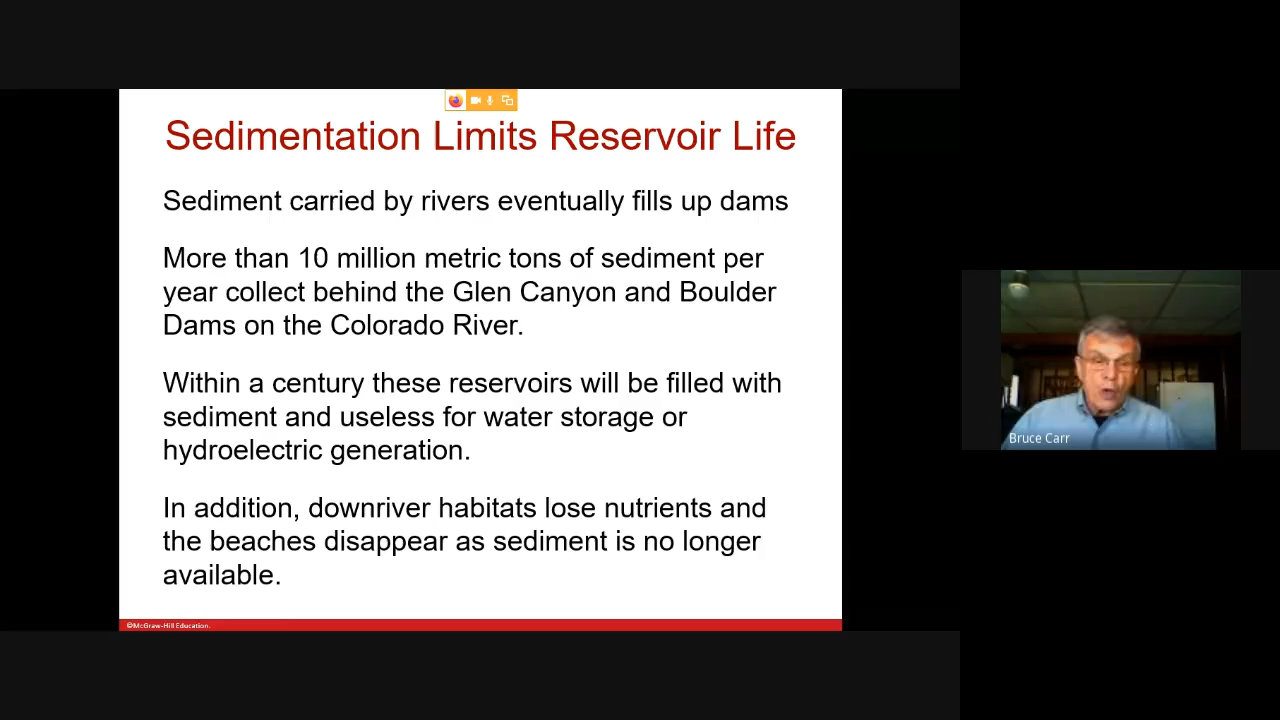 Sedimentation Limits Reservoir Life
Sediment carried by rivers eventually fills up dams
More than 10 million metric tons of sediment per
year collect behind the Glen Canyon and Boulder
Dams on the Colorado River.
Within a century these reservoirs will be filled with
sediment and useless for water storage or
hydroelectric generation.
In addition, downriver habitats lose nutrients and
the beaches disappear as sediment is no longer
available.
©McGraw-Hill Education.
Bruce Carr